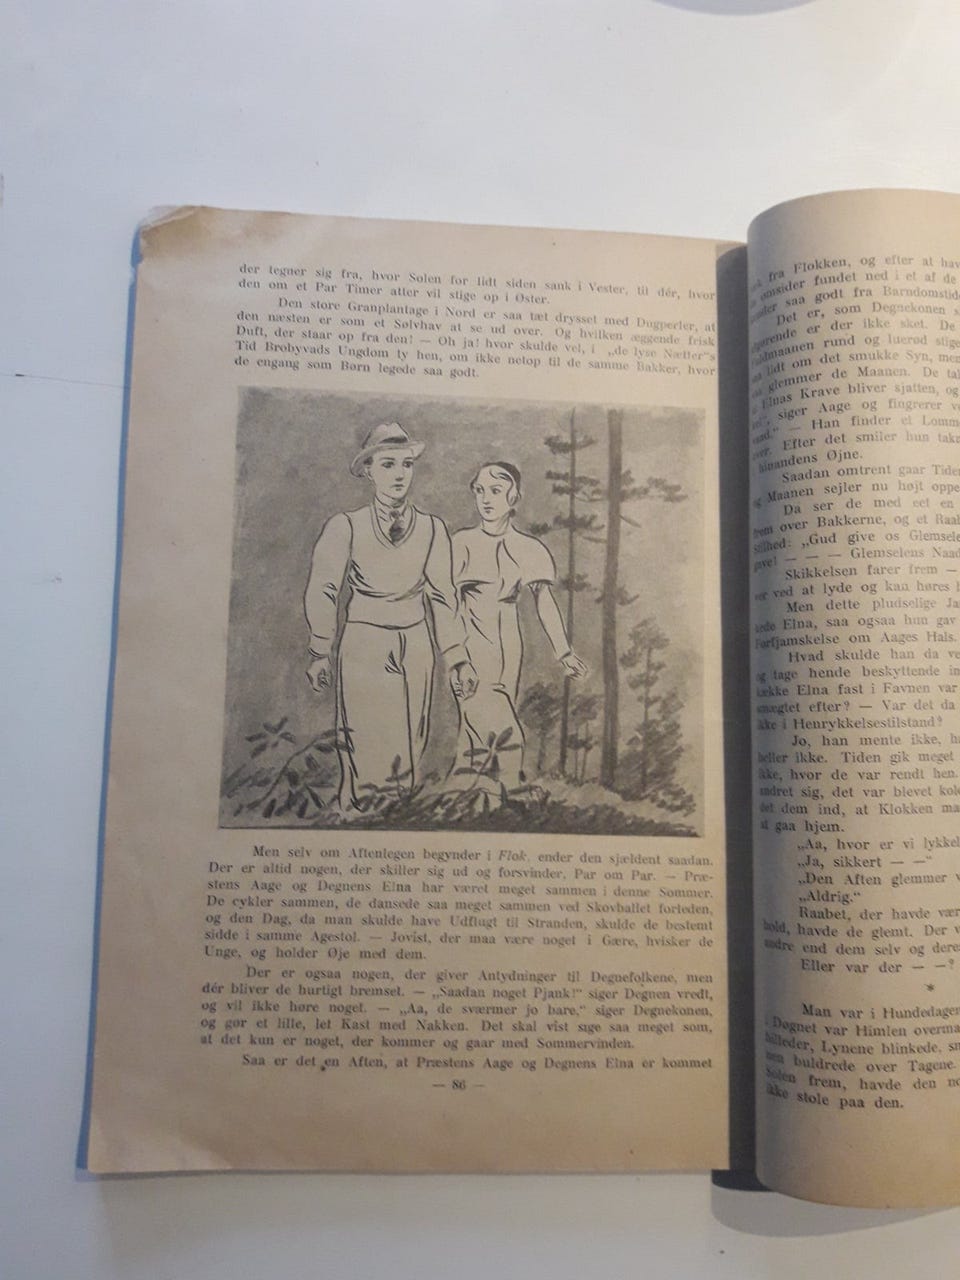 der tegner sig fra, hvor Solen for lidt siden sank i Vester, til dér, hvor
den om et Par Timer atter vil stige op i Øster.
Den store Granplantage i Nord er saa tæt drysset med Dugperler, at
den næsten er som et Sølvhav at se ud over. Og hvilken æggende frisk
Duft, der staar op fra den! — Oh ja! hvor skulde vel, i „de lyse Nætter“s
Tid Brobyvads Ungdom ty hen, om ikke netop til de samme Bakker, hvor
de engang som Børn legede saa godt.
Men selv om Aftenlegen begynder i Flok, ender den sjældent saadan.
Der er altid nogen, der skiller sig ud og forsvinder, Par om Par. — Præ-
stens Aage og Degnens Elna har været meget sammen i denne Sommer.
De cykler sammen, de dansede saa meget sammen ved Skovballet forleden,
og den Dag, da man skulde have Udflugt til Stranden, skulde de bestemt
sidde i samme Agestol. — Jovist, der maa være noget i Gære, hvisker de
Unge, og holder Øje med dem.
Der er ogsaa nogen, der giver Antydninger til Degnefolkene, men
dér bliver de hurtigt bremset. — „Saadan noget Pjank!“ siger Degnen vredt,
og vil ikke høre noget. — „Aa, de sværmer jo bare,“ siger Degnekonen,
og gør et lille, let Kast med Nakken. Det skal vist sige saa meget som,
at det kun er noget, der kommer og gaar med Sommervinden.
Saa er det en Aften, at Præstens Aage og Degnens Elna er kommet
— 86 —
fra Flokken, og efter at hav
omsider fundet ned i et af de
saa godt fra Barndomstide
Det er, som Degnekonen s
er der ikke sket. De
rund og luerød stige
lidt om det smukke Syn, men
glemmer de Maanen. De tal
Elnas Krave bliver sjatten, og
siger Aage og fingrerer v
— Han finder et Lomm
Efter det smiler hun tak
hinandens Øjne.
Saadan omtrent gaar Tiden
og Maanen sejler nu højt oppe
Da ser de med eet en
frem over Bakkerne, og et Raab
Stilhed: „Gud give os Glemsele
gave! — — — Glemselens Naad
Skikkelsen farer frem —
ved at lyde og kan høres
Men dette pludselige Ja
Elna, saa ogsaa hun gav
Forfjamskelse om Aages Hals.
Hvad skulde han da ve
og tage hende beskyttende in
Elna fast i Favnen var
efter? — Var det da
ikke i Henrykkelsestilstand?
Jo, han mente ikke, h
heller ikke. Tiden gik meget
ikke, hvor de var rendt hen.
ændret sig, det var blevet kol
det dem ind, at Klokken ma
at gaa hjem.
„Aa, hvor er vi lykkel
„Ja, sikkert — —“
„Den Aften glemmer v
„Aldrig.“
Raabet, der havde vær
hold, havde de glemt. Der v
andre end dem selv og dere
Eller var der — —?
*
Man var i Hundedager
i Døgnet var Himlen overma
billeder, Lynene blinkede, s
buldrede over Tagene.
Solen frem, havde den no
ikke stole paa den.